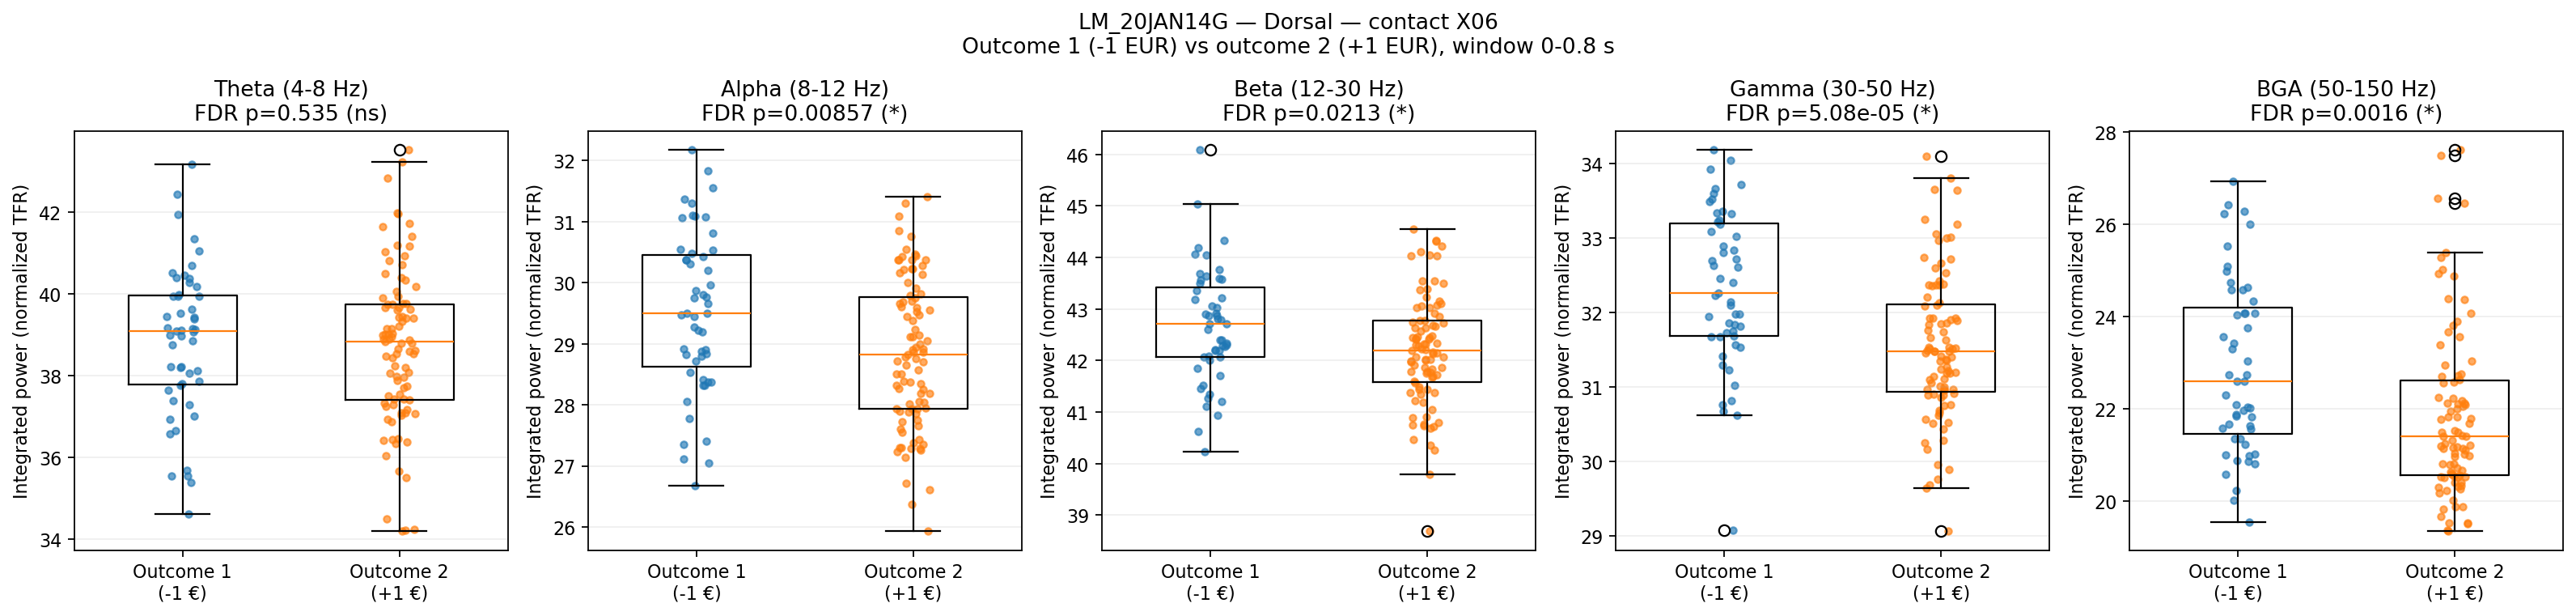 LM_20JAN14G — Dorsal — contact X06
Outcome 1 (-1 EUR) vs outcome 2 (+1 EUR), window 0-0.8 s
Theta (4-8 Hz)
FDR p=0.535 (ns)
Integrated power (normalized TFR)
42
40
38
36
34
Outcome 1
(-1 €)
Outcome 2
(+1 €)
Alpha (8-12 Hz)
FDR p=0.00857 (*)
Integrated power (normalized TFR)
32
31
30
29
28
27
26
Outcome 1
(-1 €)
Outcome 2
(+1 €)
Beta (12-30 Hz)
FDR p=0.0213 (*)
Integrated power (normalized TFR)
46
45
44
43
42
41
40
39
Outcome 1
(-1 €)
Outcome 2
(+1 €)
Gamma (30-50 Hz)
FDR p=5.08e-05 (*)
Integrated power (normalized TFR)
34
33
32
31
30
29
Outcome 1
(-1 €)
Outcome 2
(+1 €)
BGA (50-150 Hz)
FDR p=0.0016 (*)
Integrated power (normalized TFR)
28
26
24
22
20
Outcome 1
(-1 €)
Outcome 2
(+1 €)